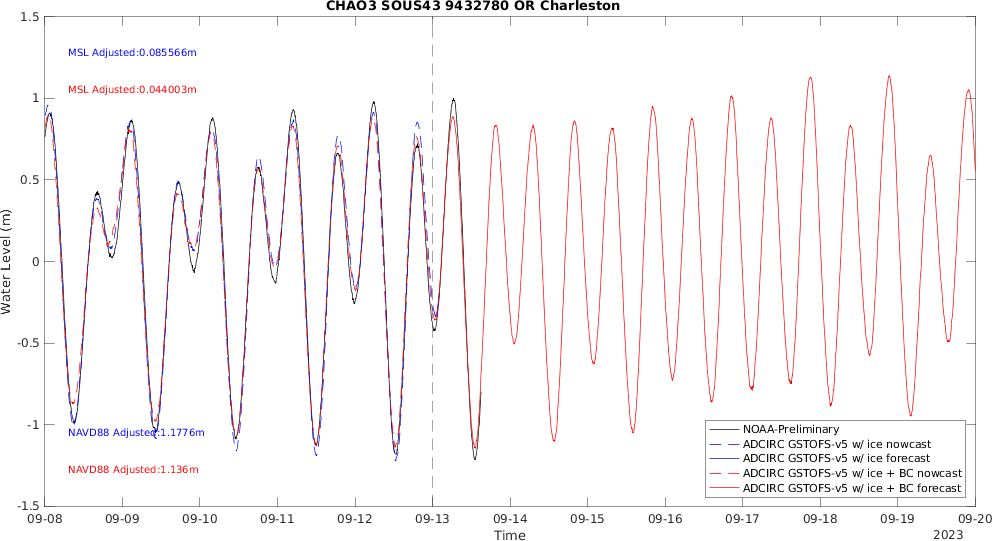 CHAO3 SOUS43 9432780 OR Charleston
1.5
MSL Adjusted:0.085566m
MSL Adjusted:0.044003m
1
0.5
0
-0.5
-1
-1.5
Water Level (m)
NAVD88 Adjusted:1.1776m
NAVD88 Adjusted:1.136m
NOAA-Preliminary
ADCIRC GSTOFS-v5 w/ ice nowcast
ADCIRC GSTOFS-v5 w/ ice forecast
ADCIRC GSTOFS-v5 w/ ice + BC nowcast
ADCIRC GSTOFS-v5 w/ ice + BC forecast
09-08 09-09 09-10 09-11 09-12 09-13 09-14 09-15 09-16 09-17 09-18 09-19 09-20
Time
2023